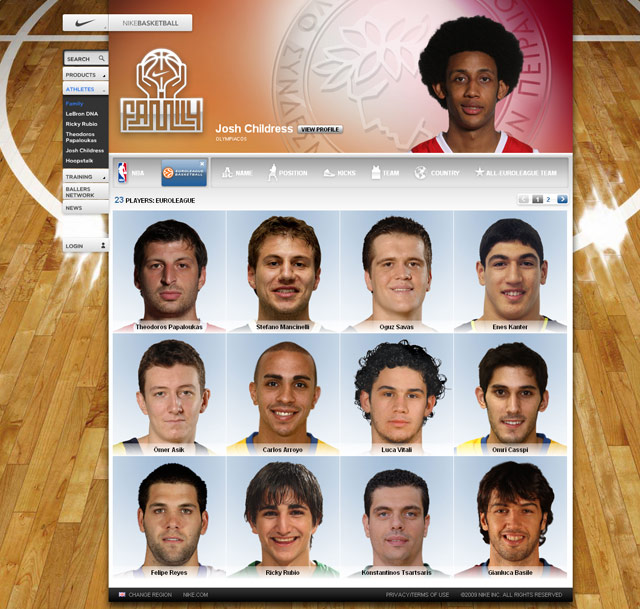 NIKEBASKETBALL
SEARCH
PRODUCTS
ATHLETES
Family
LeBron DNA
Ricky Rubio
Theodoros
Papaloukas
Josh Childress
Hoopstalk
TRAINING
BALLERS
NETWORK
NEWS
LOGIN
FAMILY
Josh Childress VIEW PROFILE
OLYMPIACOS
NBA
EUROLEAGUE
BASKETBALL
NAME
POSITION
KICKS
TEAM
COUNTRY
ALL EUROLEAGUE TEAM
23 PLAYERS: EUROLEAGUE
1 2
Theodoros Papaloukas
Stefano Mancinelli
Oguz Savas
Enes Kanter
Omer Asik
Carlos Arroyo
Luca Vitali
Omri Casspi
Felipe Reyes
Ricky Rubio
Konstantinos Tsartsaris
Gianluca Basile
CHANGE REGION NIKE.COM
PRIVACY/TERMS OF USE ©2009 NIKE INC. ALL RIGHTS RESERVED